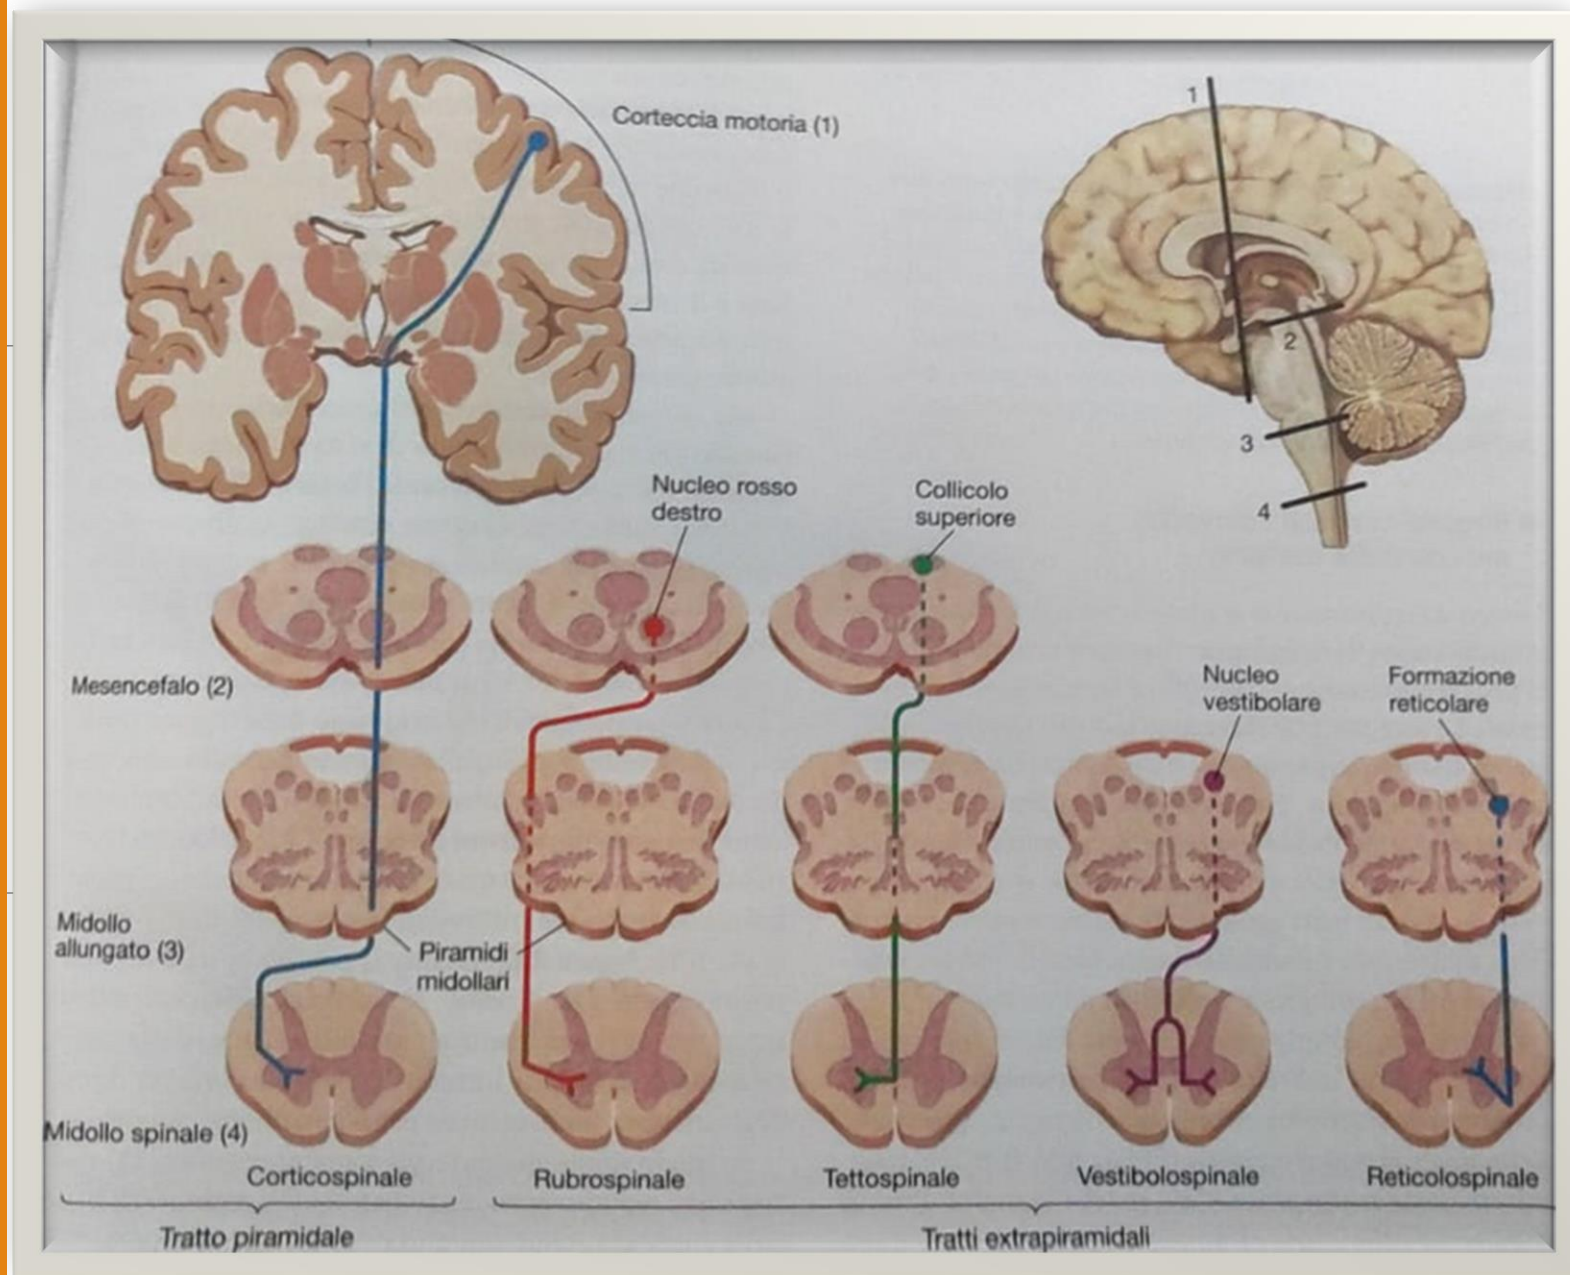 Corteccia motoria (1)
1
2
3
4
Nucleo rosso
destro
Collicolo
superiore
Mesencefalo (2)
Nucleo
vestibolare
Formazione
reticolare
Midollo
allungato (3)
Piramidi
midollari
Midollo spinale (4)
Corticospinale
Rubrospinale
Tettospinale
Vestibolospinale
Reticolospinale
Tratto piramidale
Tratti extrapiramidali